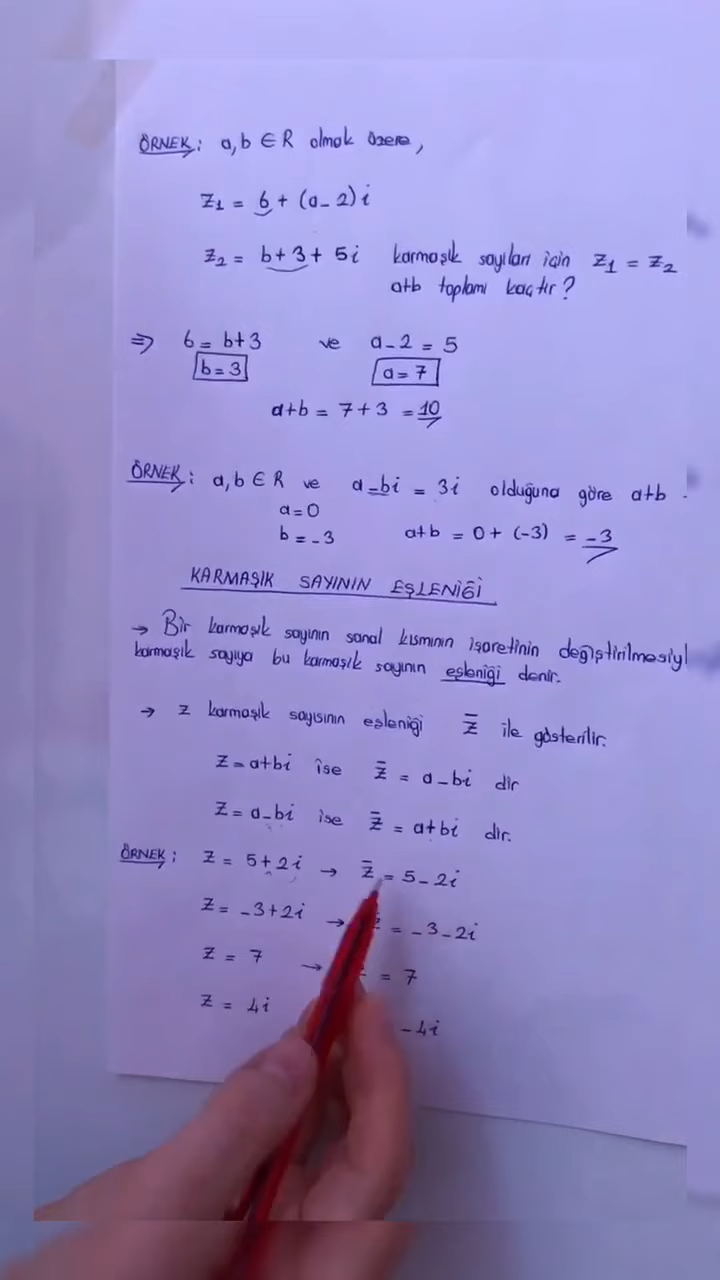 ÖRNEK: a,b ∈ R olmak üzere,
z1 = 6 + (a-2)i
z2 = b+3 + 5i karmaşık sayıları için z1 = z2
a+b toplamı kaçtır?
⇒ 6 = b+3 ve a-2 = 5
b=3 a=7
a+b = 7+3 = 10
ÖRNEK: a,b ∈ R ve a-bi = 3i olduğuna göre a+b
a=0
b=-3 a+b = 0 + (-3) = -3
KARMAŞIK SAYININ EŞLENİĞİ
→ Bir karmaşık sayının sanal kısmının işaretinin değiştirilmesiyl
karmaşık sayıya bu karmaşık sayının eşleniği denir.
→ z karmaşık sayısının eşleniği z̄ ile gösterilir.
z=a+bi ise z̄ = a-bi dir
z=a-bi ise z̄ = a+bi dir.
ÖRNEK: z = 5+2i → z̄ = 5-2i
z = -3+2i → = -3-2i
z = 7 → = 7
z = 4i -4i